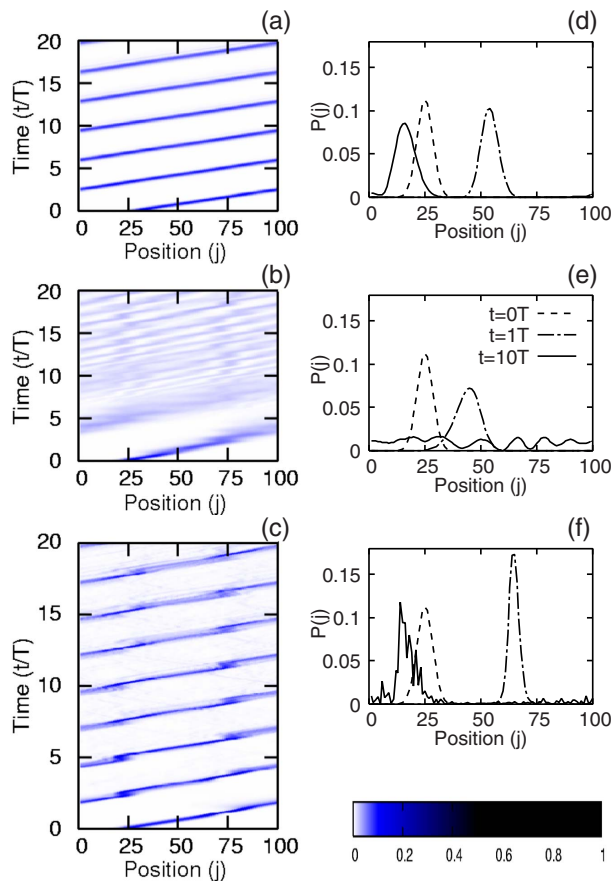 (a)
Time (t/T)
20
15
10
5
0
0 25 50 75 100
Position (j)
(d)
P(j)
0.15
0.1
0.05
0
0 25 50 75 100
Position (j)
(b)
Time (t/T)
20
15
10
5
0
0 25 50 75 100
Position (j)
(e)
P(j)
0.15
0.1
0.05
0
t=0T
t=1T
t=10T
0 25 50 75 100
Position (j)
(c)
Time (t/T)
20
15
10
5
0
0 25 50 75 100
Position (j)
(f)
P(j)
0.15
0.1
0.05
0
0 25 50 75 100
Position (j)
0 0.2 0.4 0.6 0.8 1